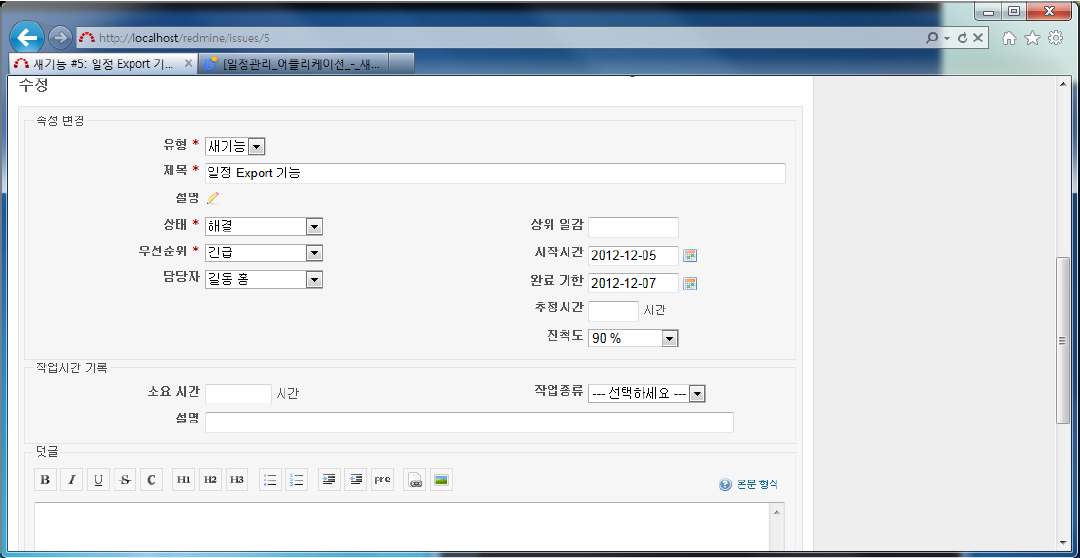 http://localhost/redmine/issues/5
새기능 #5: 일정 Export 기...
[일정관리_어플리케이션_-_새...
수정
속성 변경
유형 * 새기능
제목 * 일정 Export 기능
설명
상태 * 해결
상위 일감
우선순위 * 긴급
시작시간 2012-12-05
담당자 길동 홍
완료 기한 2012-12-07
추정시간 시간
진척도 90 %
작업시간 기록
소요 시간 시간
작업종류 --- 선택하세요 ---
설명
덧글
B I U S C H1 H2 H3 pre
본문 형식